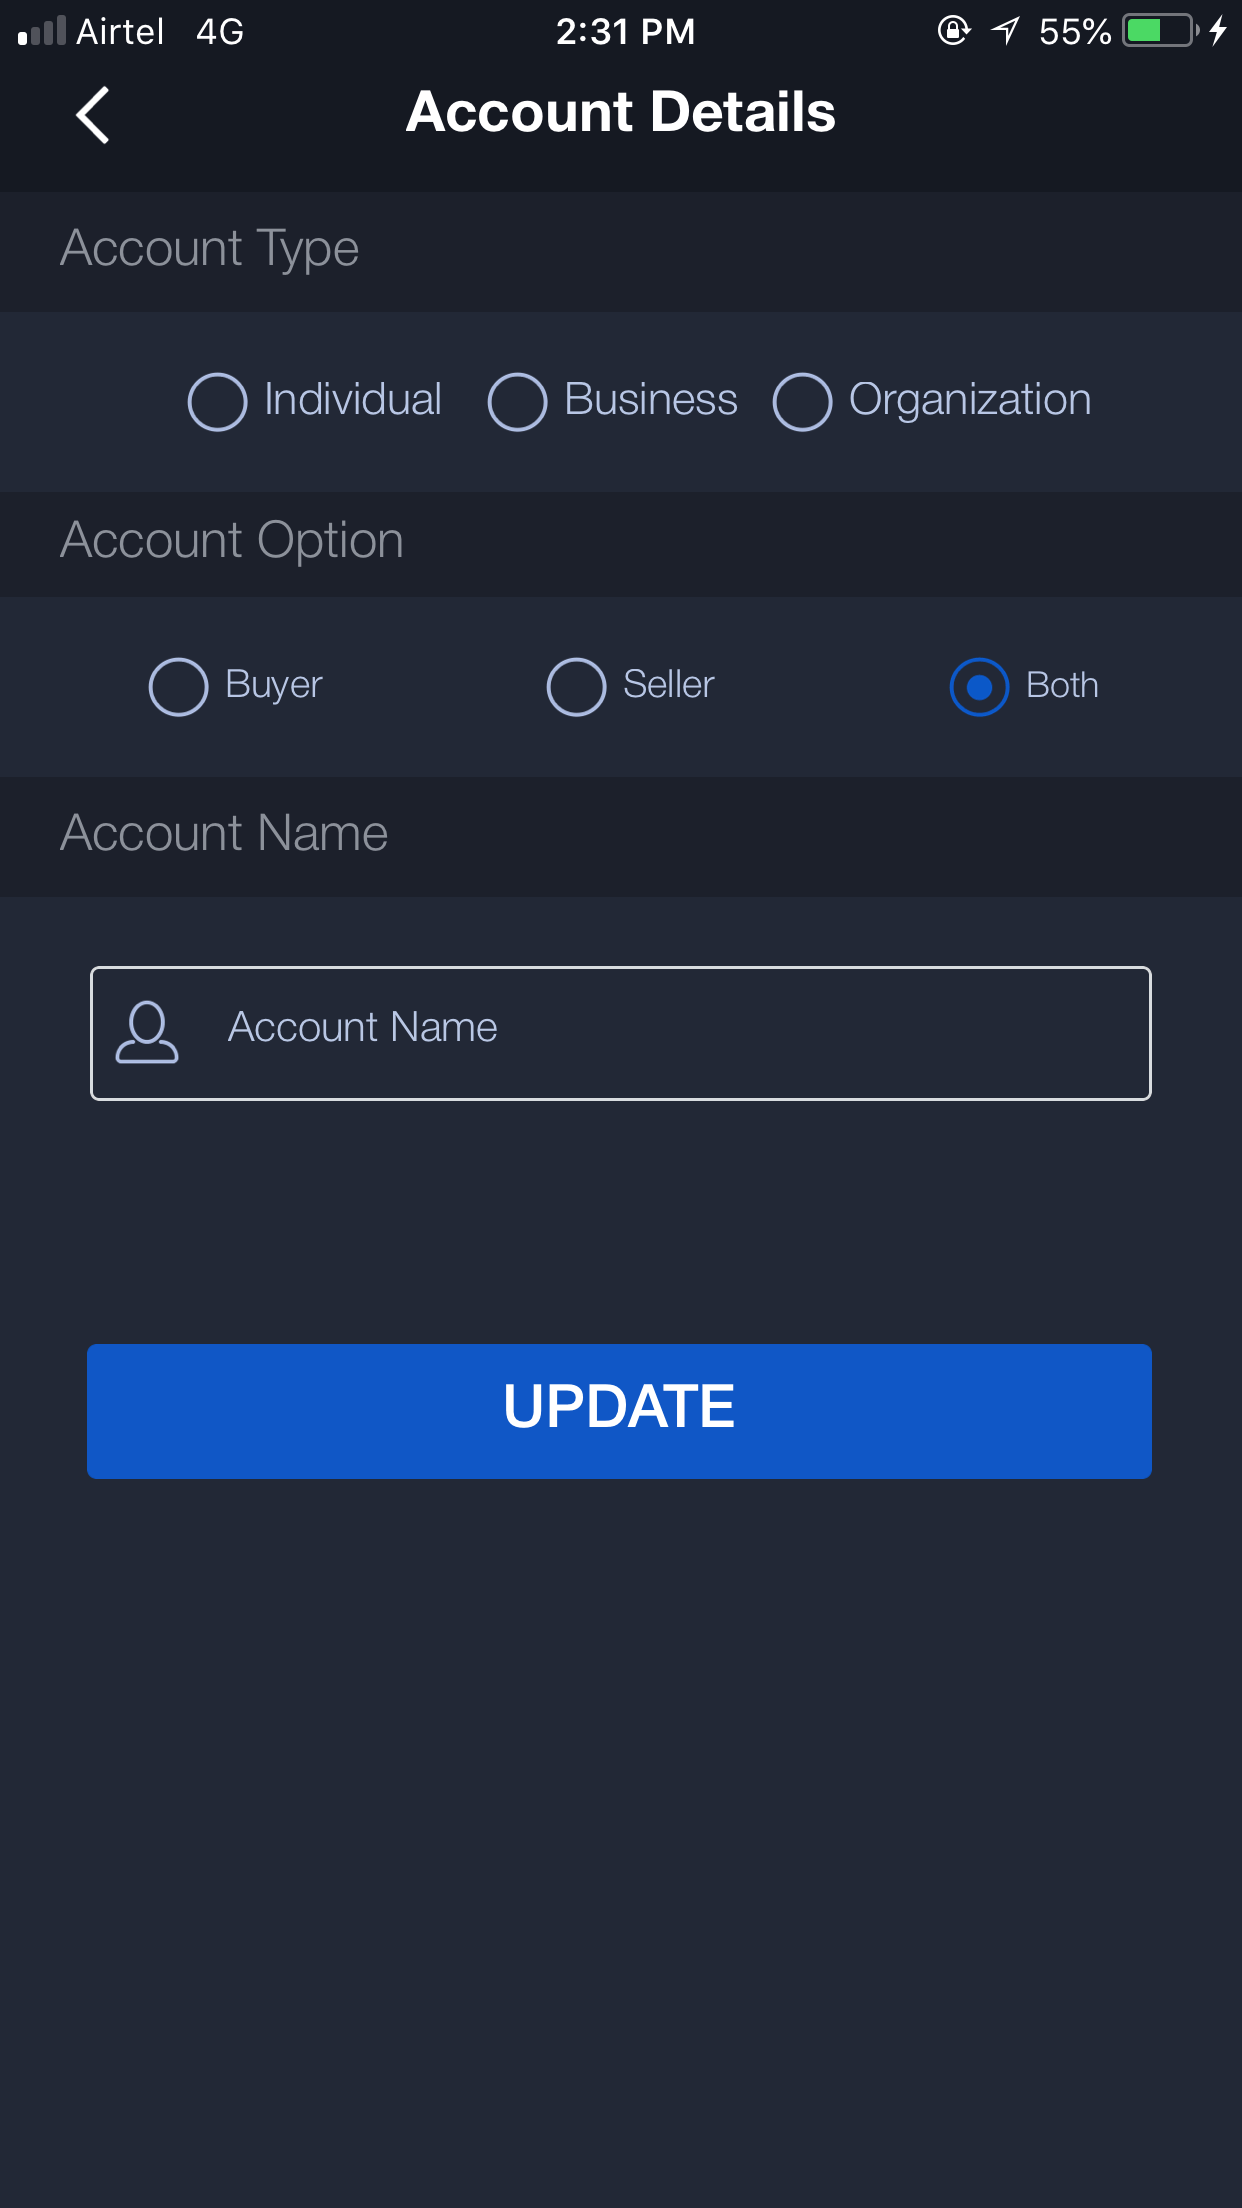 Airtel 4G 2:31 PM 55%
Account Details
Account Type
Individual Business Organization
Account Option
Buyer Seller Both
Account Name
Account Name
UPDATE